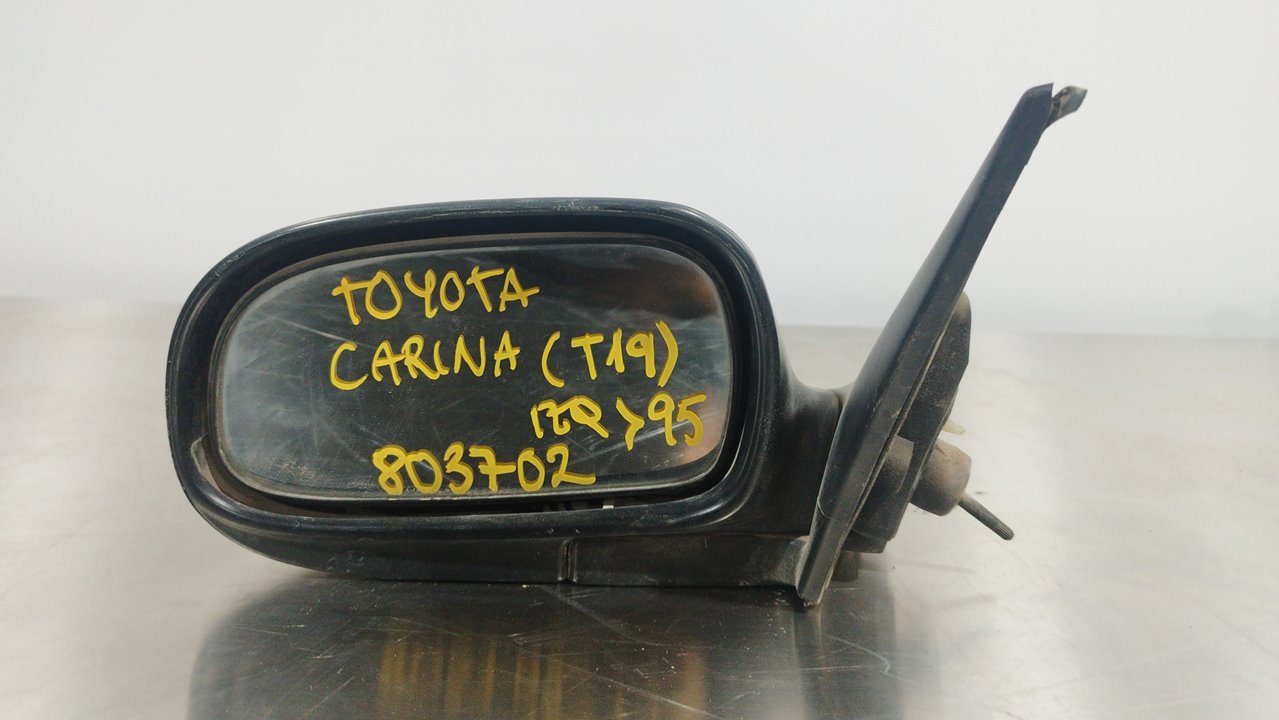 TOYOTA
CARINA (T19)
IZQ >95
803702